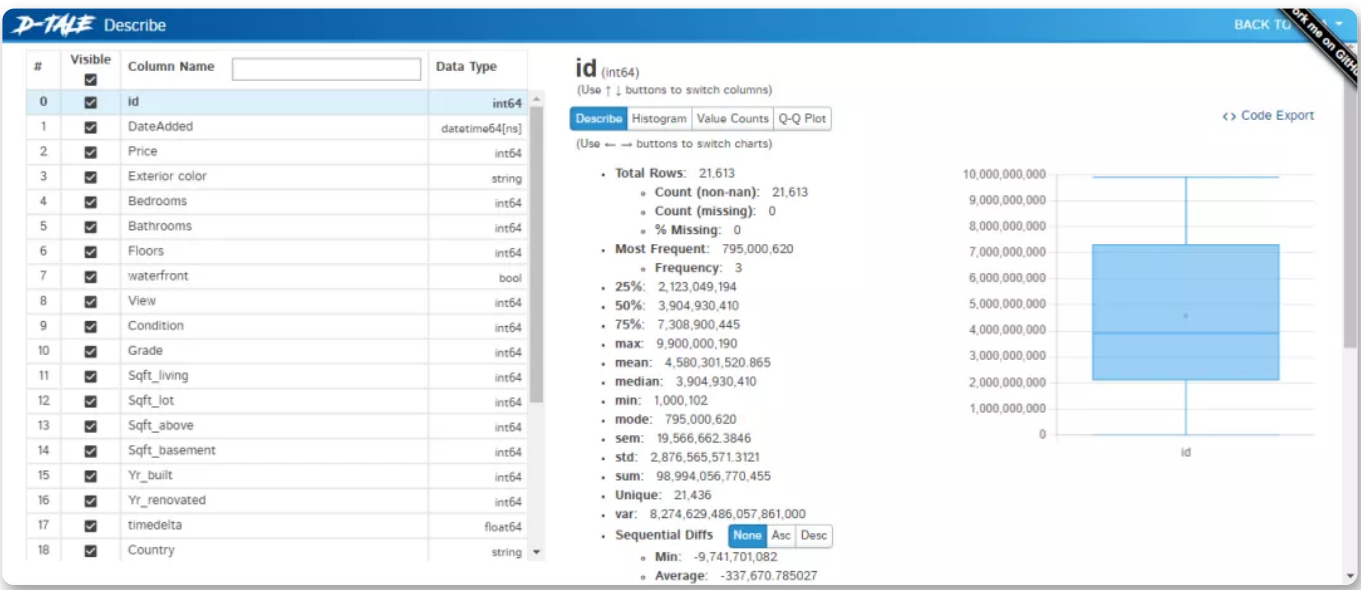 D-TALE Describe
BACK TO
ork me on GitHu
# Visible Column Name Data Type
0 id int64
1 DateAdded datetime64[ns]
2 Price int64
3 Exterior color string
4 Bedrooms int64
5 Bathrooms int64
6 Floors int64
7 waterfront bool
8 View int64
9 Condition int64
10 Grade int64
11 Sqft_living int64
12 Sqft_lot int64
13 Sqft_above int64
14 Sqft_basement int64
15 Yr_built int64
16 Yr_renovated int64
17 timedelta float64
18 Country string
id (int64)
(Use ↑ ↓ buttons to switch columns)
Describe Histogram Value Counts Q-Q Plot
(Use ← → buttons to switch charts)
Total Rows: 21,613
Count (non-nan): 21,613
Count (missing): 0
% Missing: 0
Most Frequent: 795,000,620
Frequency: 3
25%: 2,123,049,194
50%: 3,904,930,410
75%: 7,308,900,445
max: 9,900,000,190
mean: 4,580,301,520.865
median: 3,904,930,410
min: 1,000,102
mode: 795,000,620
sem: 19,566,662.3846
std: 2,876,565,571.3121
sum: 98,994,056,770,455
Unique: 21,436
var: 8,274,629,486,057,861,000
Sequential Diffs None Asc Desc
Min: -9,741,701,082
Average: -337,670.785027
<> Code Export
10,000,000,000
9,000,000,000
8,000,000,000
7,000,000,000
6,000,000,000
5,000,000,000
4,000,000,000
3,000,000,000
2,000,000,000
1,000,000,000
0
id